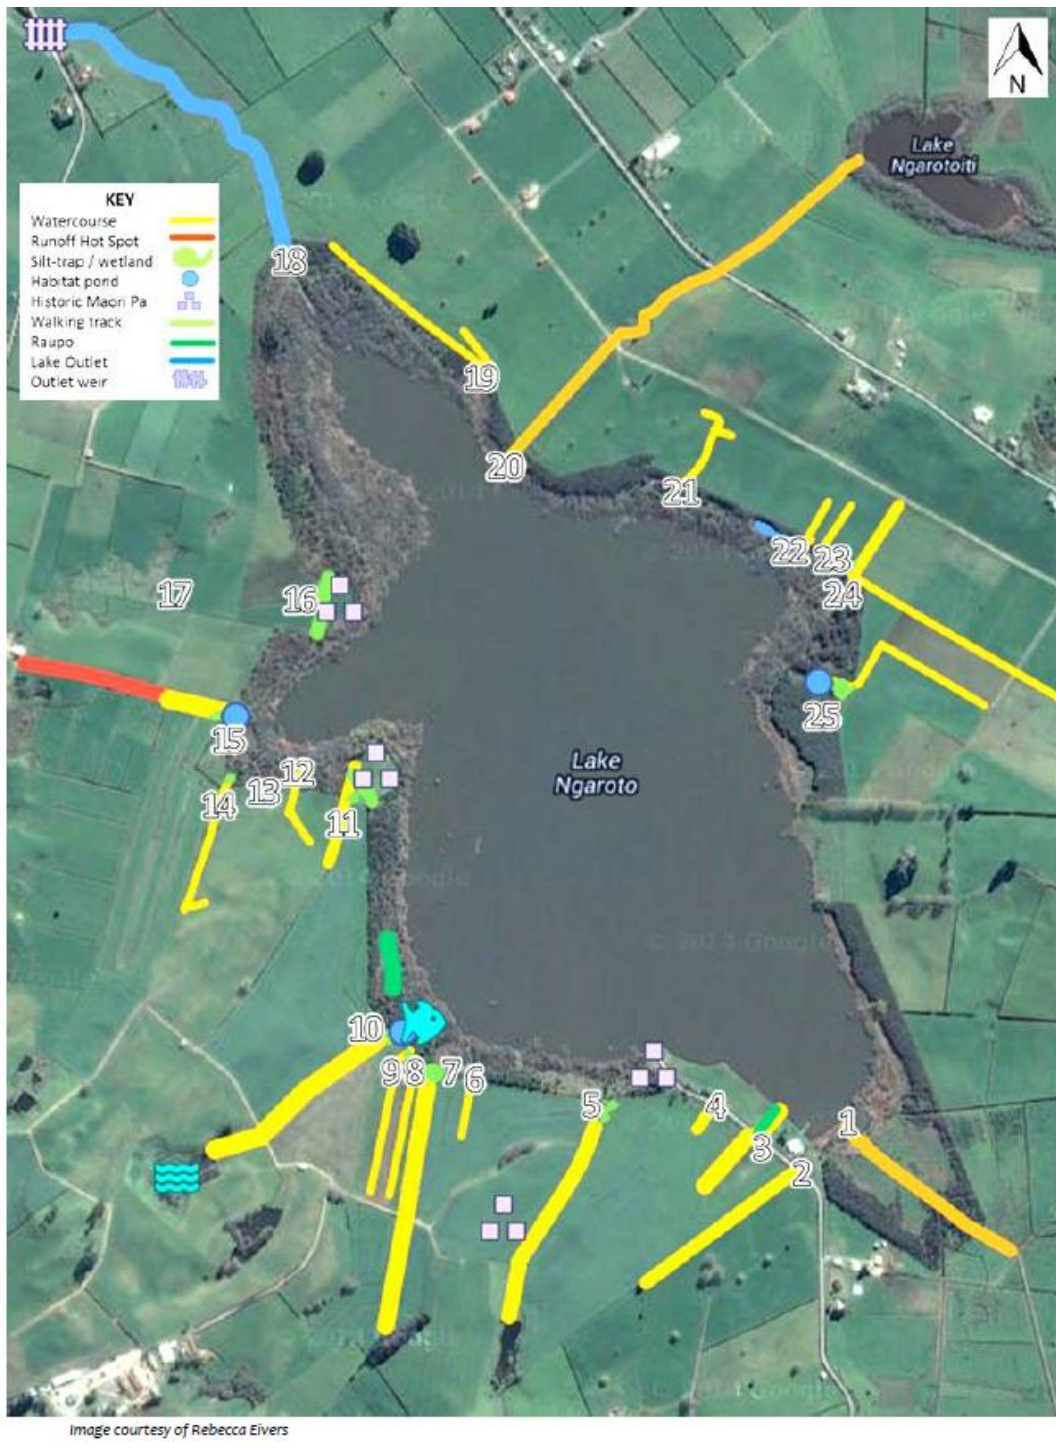 N
Lake
Ngarotoiti
KEY
Watercourse
Runoff Hot Spot
Silt-trap / wetland
Habitat pond
Historic Maori Pa
Walking track
Raupo
Lake Outlet
Outlet weir
18
19
20
21
22
23
24
17
16
25
15
Lake
Ngaroto
12
13
14
11
© 2014 Google
10
9
8
7
6
5
4
3
2
1
Image courtesy of Rebecca Eivers